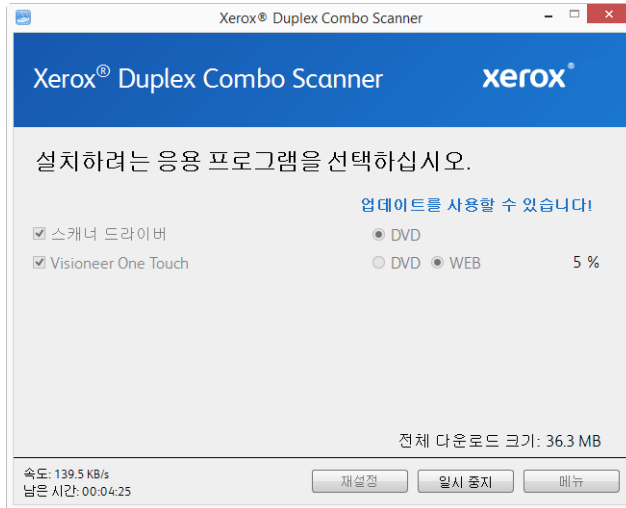 Xerox® Duplex Combo Scanner
Xerox® Duplex Combo Scanner
xerox®
설치하려는 응용 프로그램을 선택하십시오.
업데이트를 사용할 수 있습니다!
스캐너 드라이버 DVD
Visioneer One Touch DVD WEB 5 %
전체 다운로드 크기: 36.3 MB
속도: 139.5 KB/s
남은 시간: 00:04:25
재설정 일시 중지 메뉴